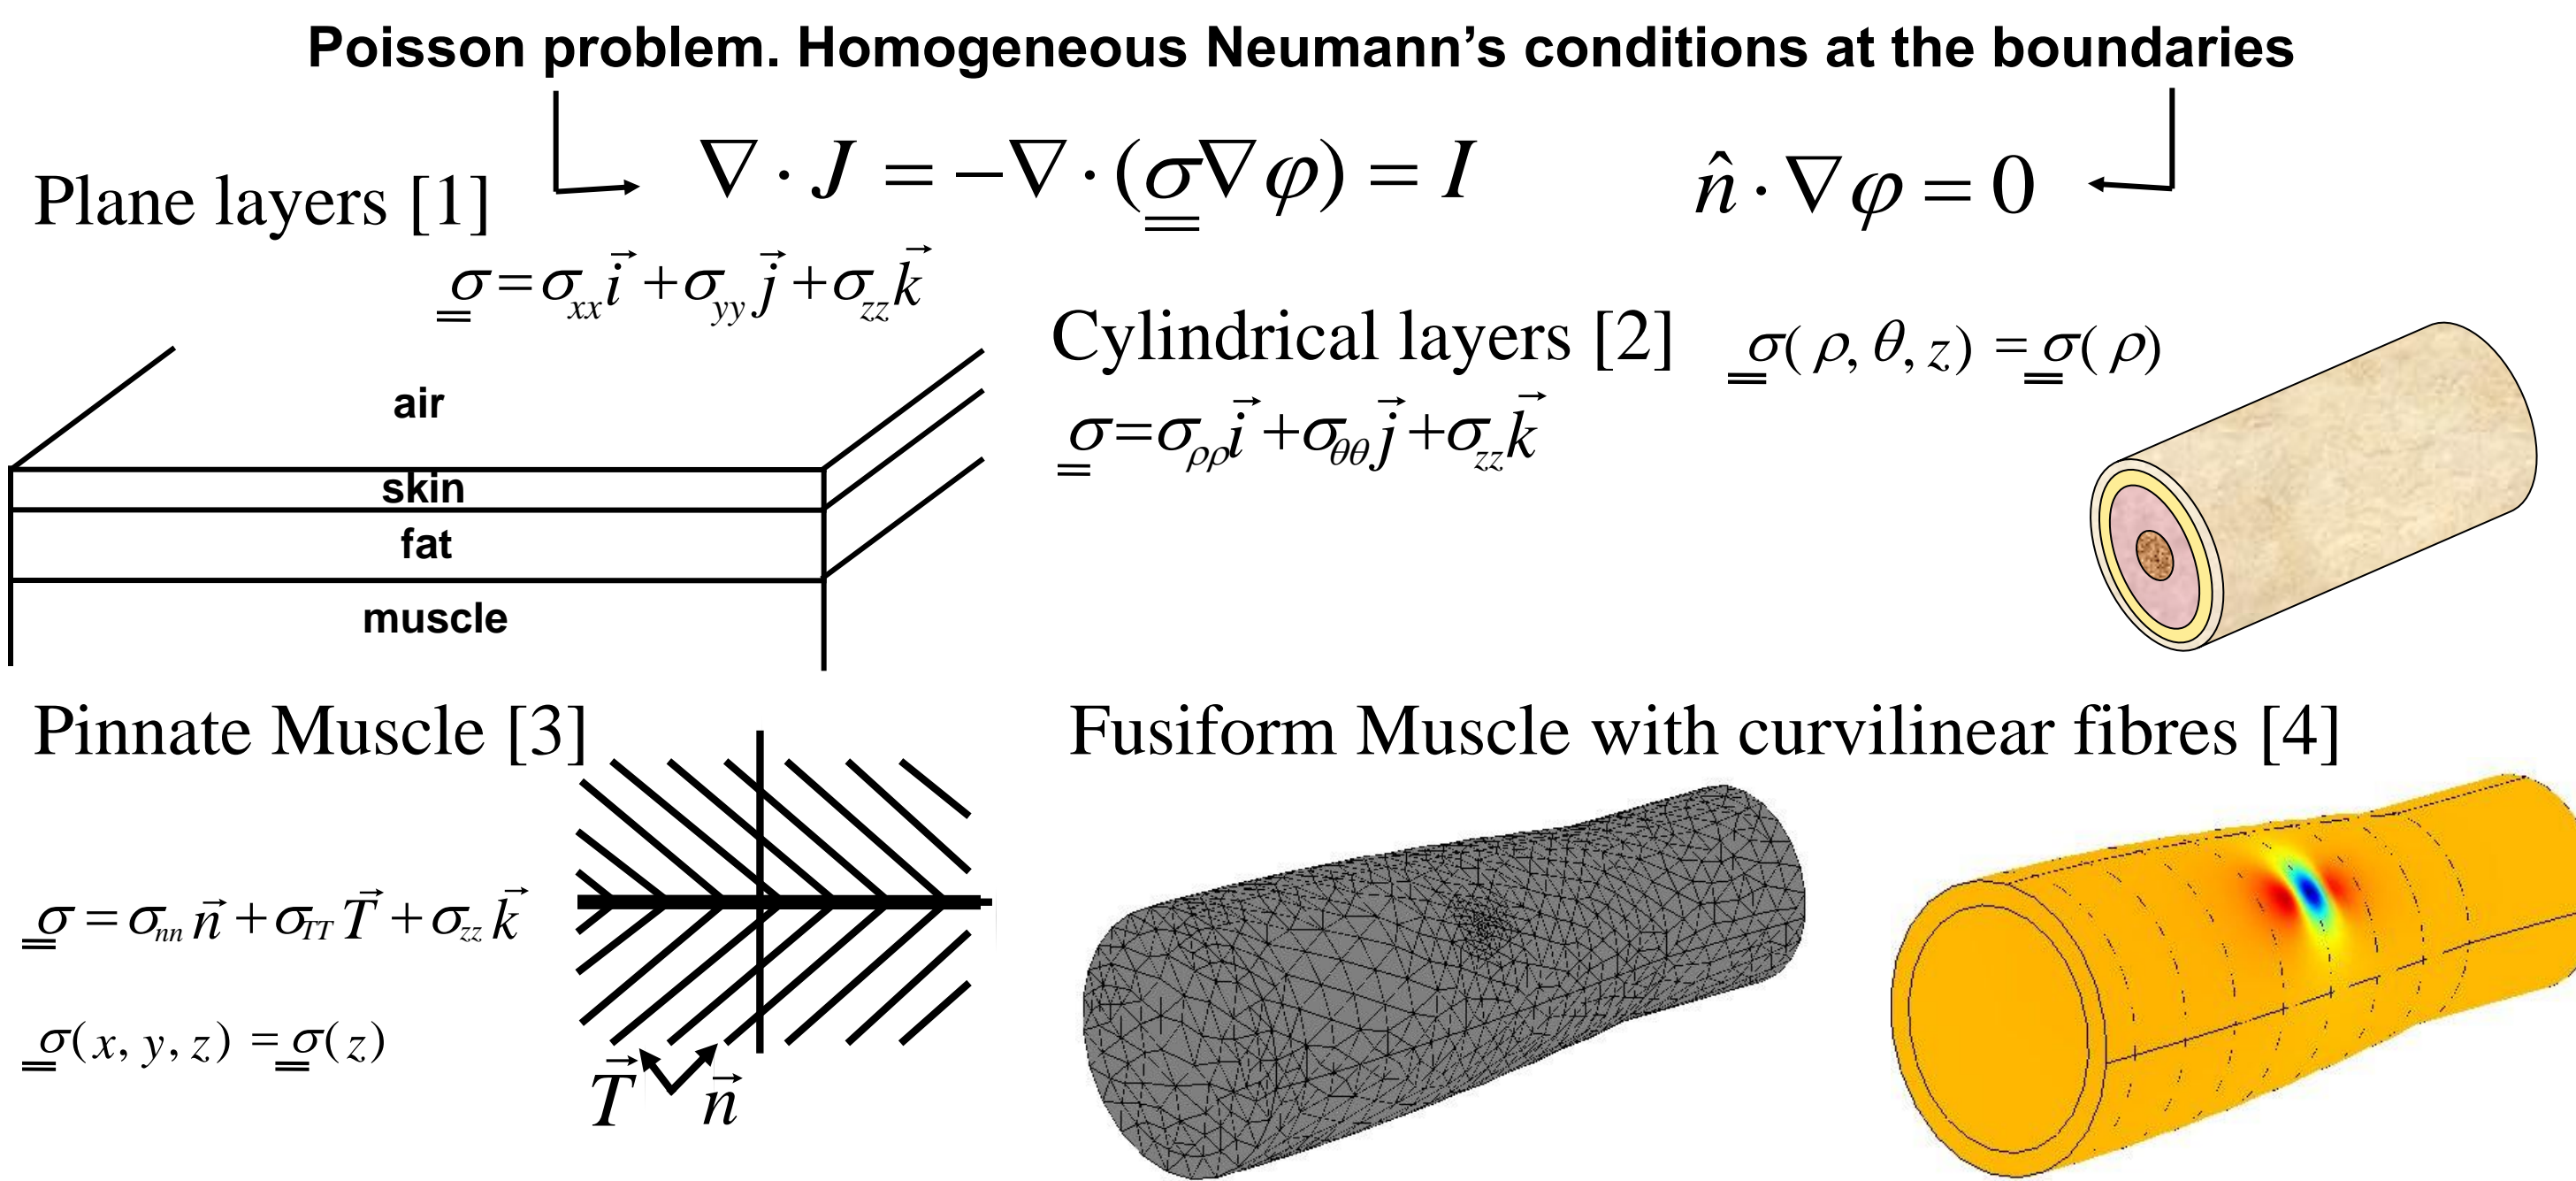 Poisson problem. Homogeneous Neumann's conditions at the boundaries
∇ · J = −∇ · (σ∇φ) = I
n̂ · ∇φ = 0
Plane layers [1]
σ = σxx i⃗ + σyy j⃗ + σzz k⃗
air
skin
fat
muscle
Cylindrical layers [2]
σ(ρ, θ, z) = σ(ρ)
σ = σρρ i⃗ + σθθ j⃗ + σzz k⃗
Pinnate Muscle [3]
σ = σnn n⃗ + σTT T⃗ + σzz k⃗
σ(x, y, z) = σ(z)
T⃗
n⃗
Fusiform Muscle with curvilinear fibres [4]